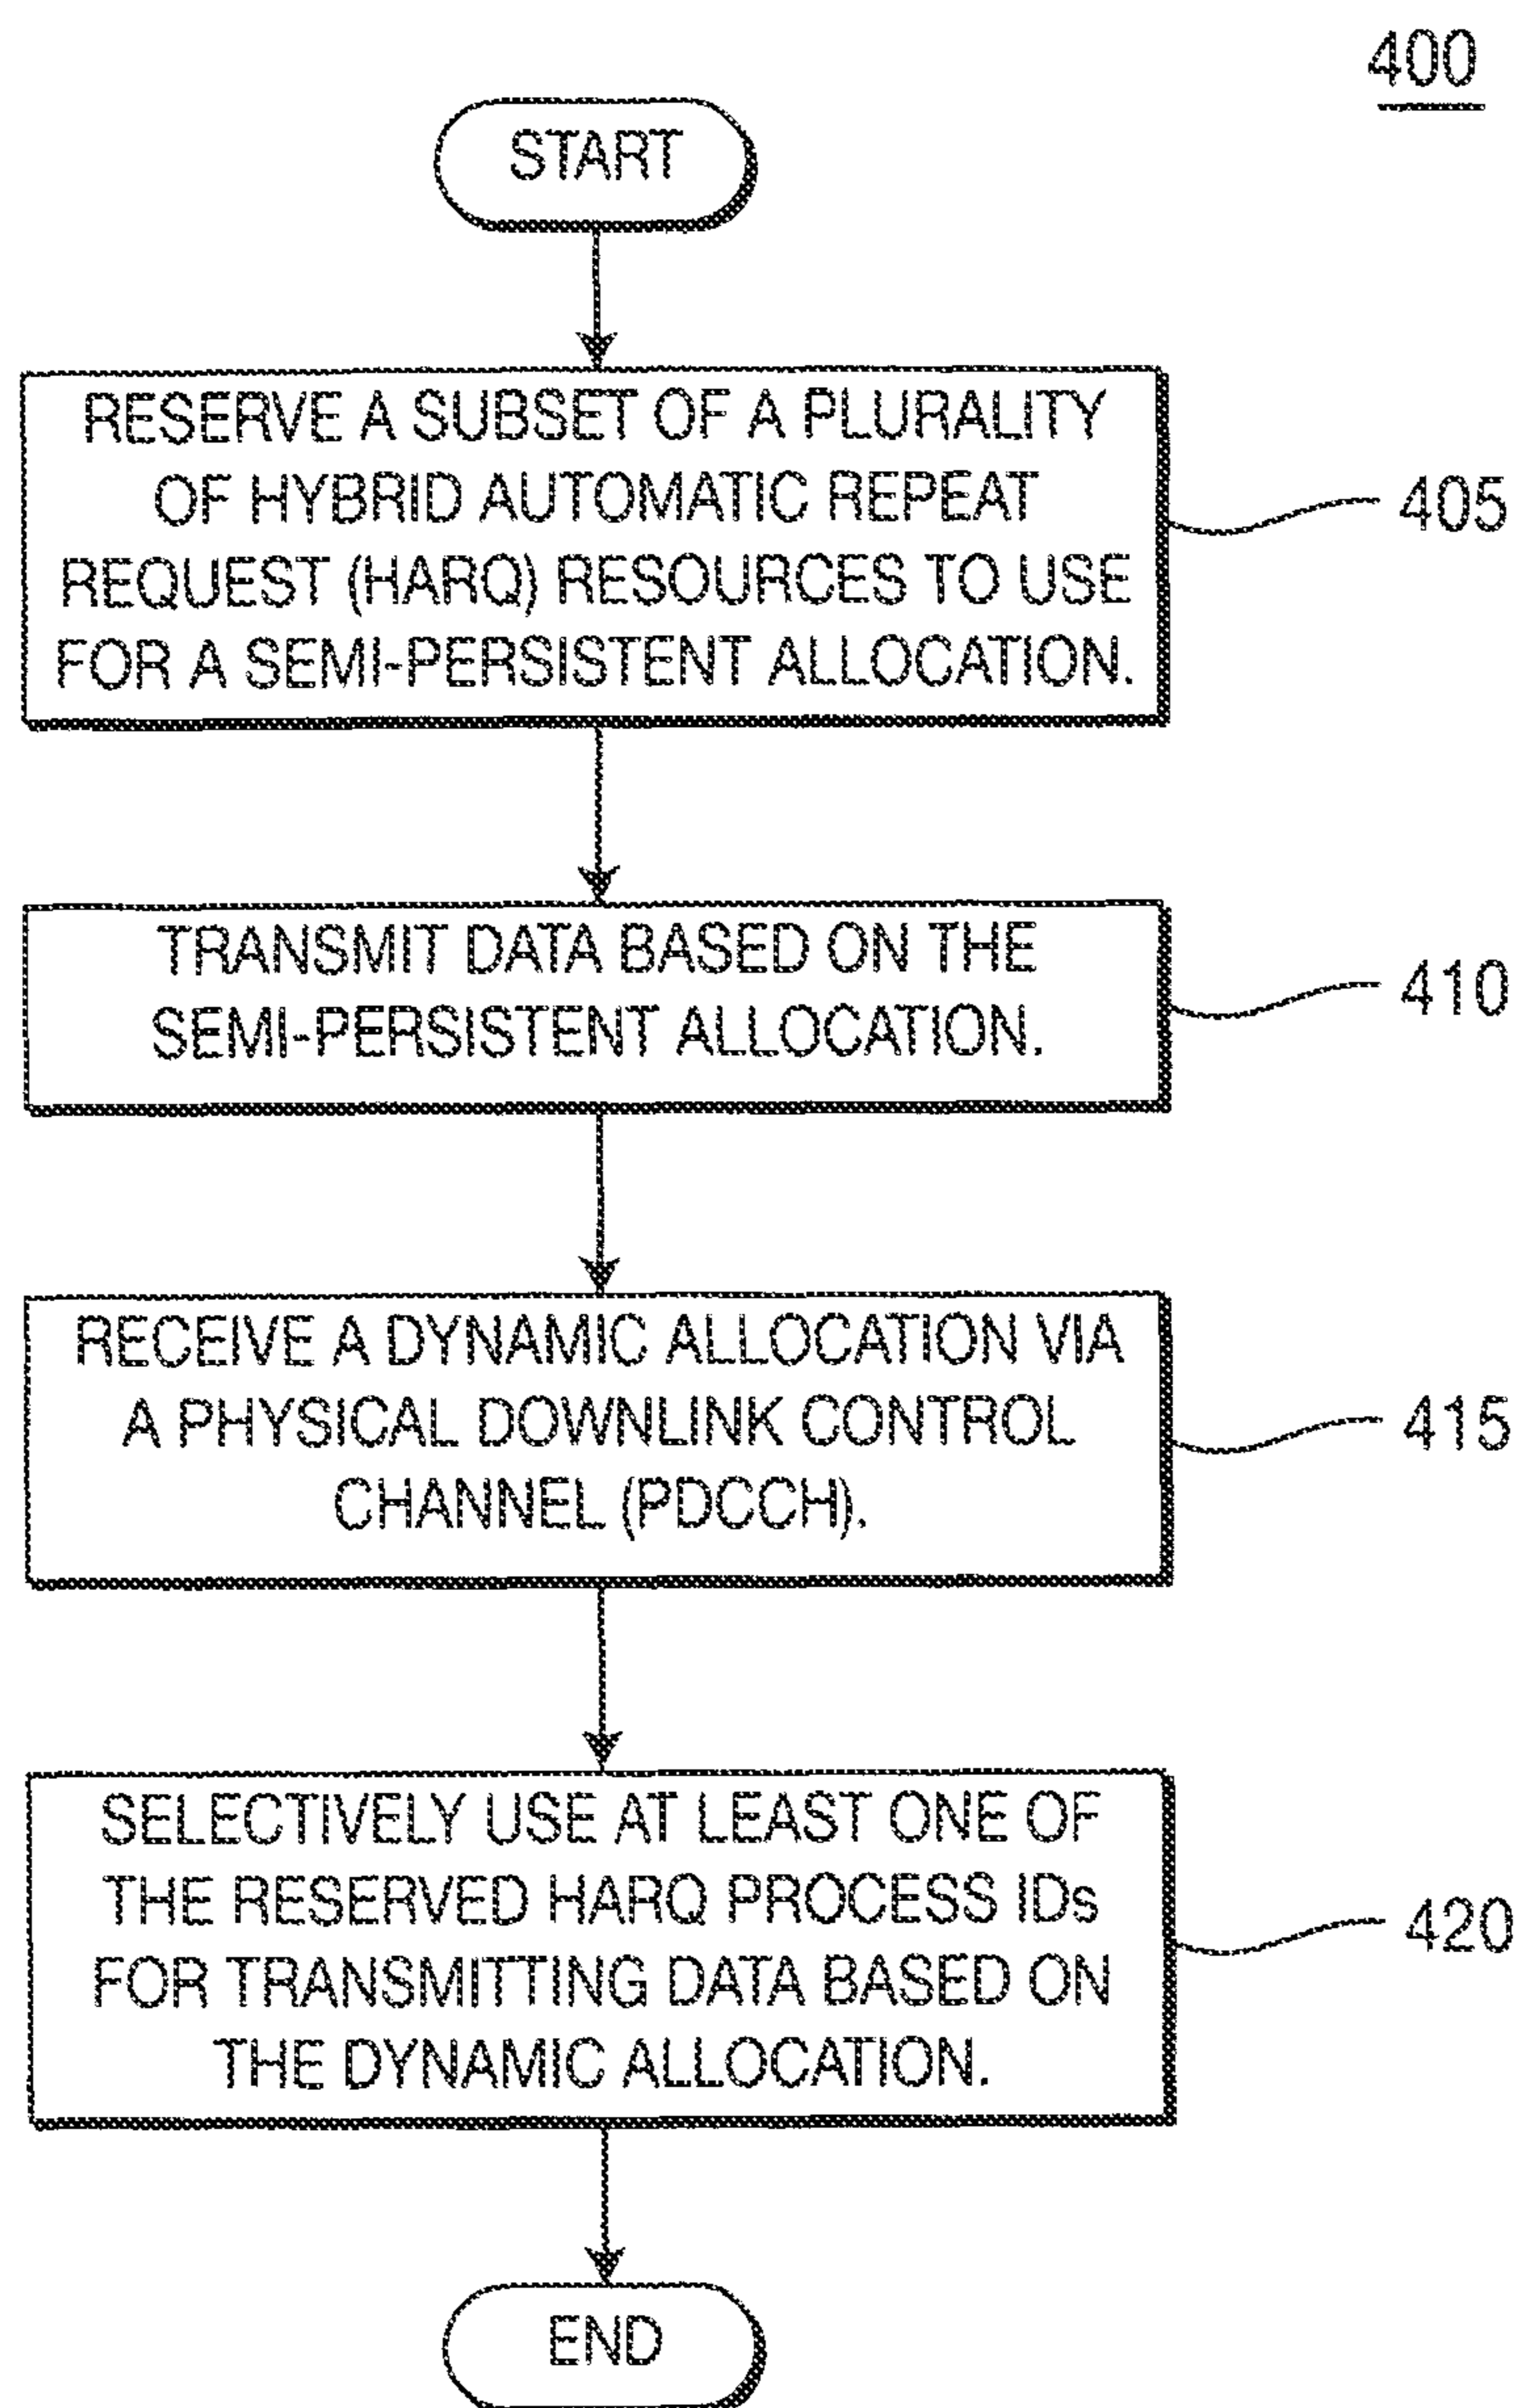 400
START
RESERVE A SUBSET OF A PLURALITY
OF HYBRID AUTOMATIC REPEAT
REQUEST (HARQ) RESOURCES TO USE
FOR A SEMI-PERSISTENT ALLOCATION.
405
TRANSMIT DATA BASED ON THE
SEMI-PERSISTENT ALLOCATION.
410
RECEIVE A DYNAMIC ALLOCATION VIA
A PHYSICAL DOWNLINK CONTROL
CHANNEL (PDCCH).
415
SELECTIVELY USE AT LEAST ONE OF
THE RESERVED HARQ PROCESS IDs
FOR TRANSMITTING DATA BASED ON
THE DYNAMIC ALLOCATION.
420
END